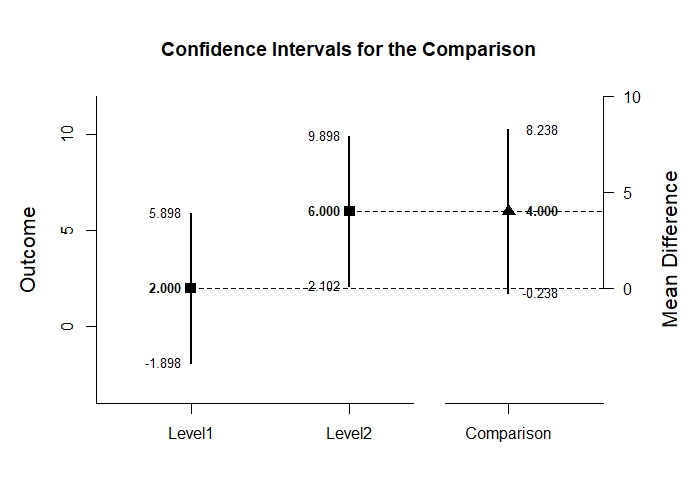 Confidence Intervals for the Comparison
10
10
9.898
8.238
5.898
6.000
4.000
5
5
2.000
2.102
-0.238
0
0
-1.898
Outcome
Mean Difference
Level1
Level2
Comparison